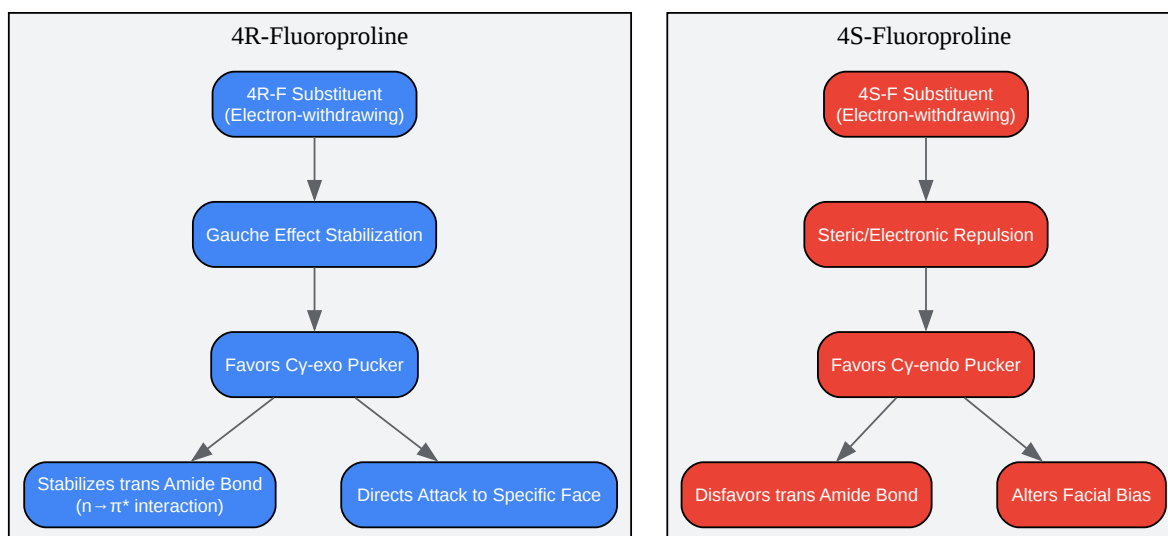 4R-Fluoroproline
4R-F Substituent
(Electron-withdrawing)
Gauche Effect Stabilization
Favors Cγ-exo Pucker
Stabilizes trans Amide Bond
(n→π* interaction)
Directs Attack to Specific Face
4S-Fluoroproline
4S-F Substituent
(Electron-withdrawing)
Steric/Electronic Repulsion
Favors Cγ-endo Pucker
Disfavors trans Amide Bond
Alters Facial Bias